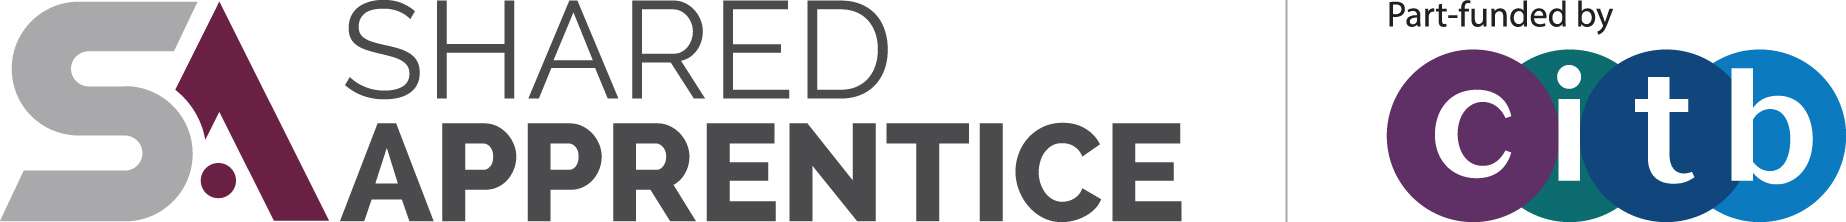 SA
SHARED
APPRENTICE
Part-funded by
citb